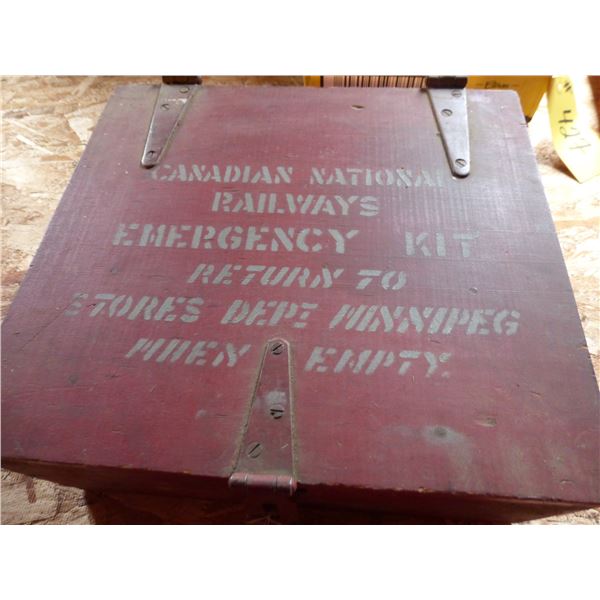 CANADIAN NATIONAL
RAILWAYS
EMERGENCY KIT
RETURN TO
STORES DEPT WINNIPEG
WHEN EMPTY.